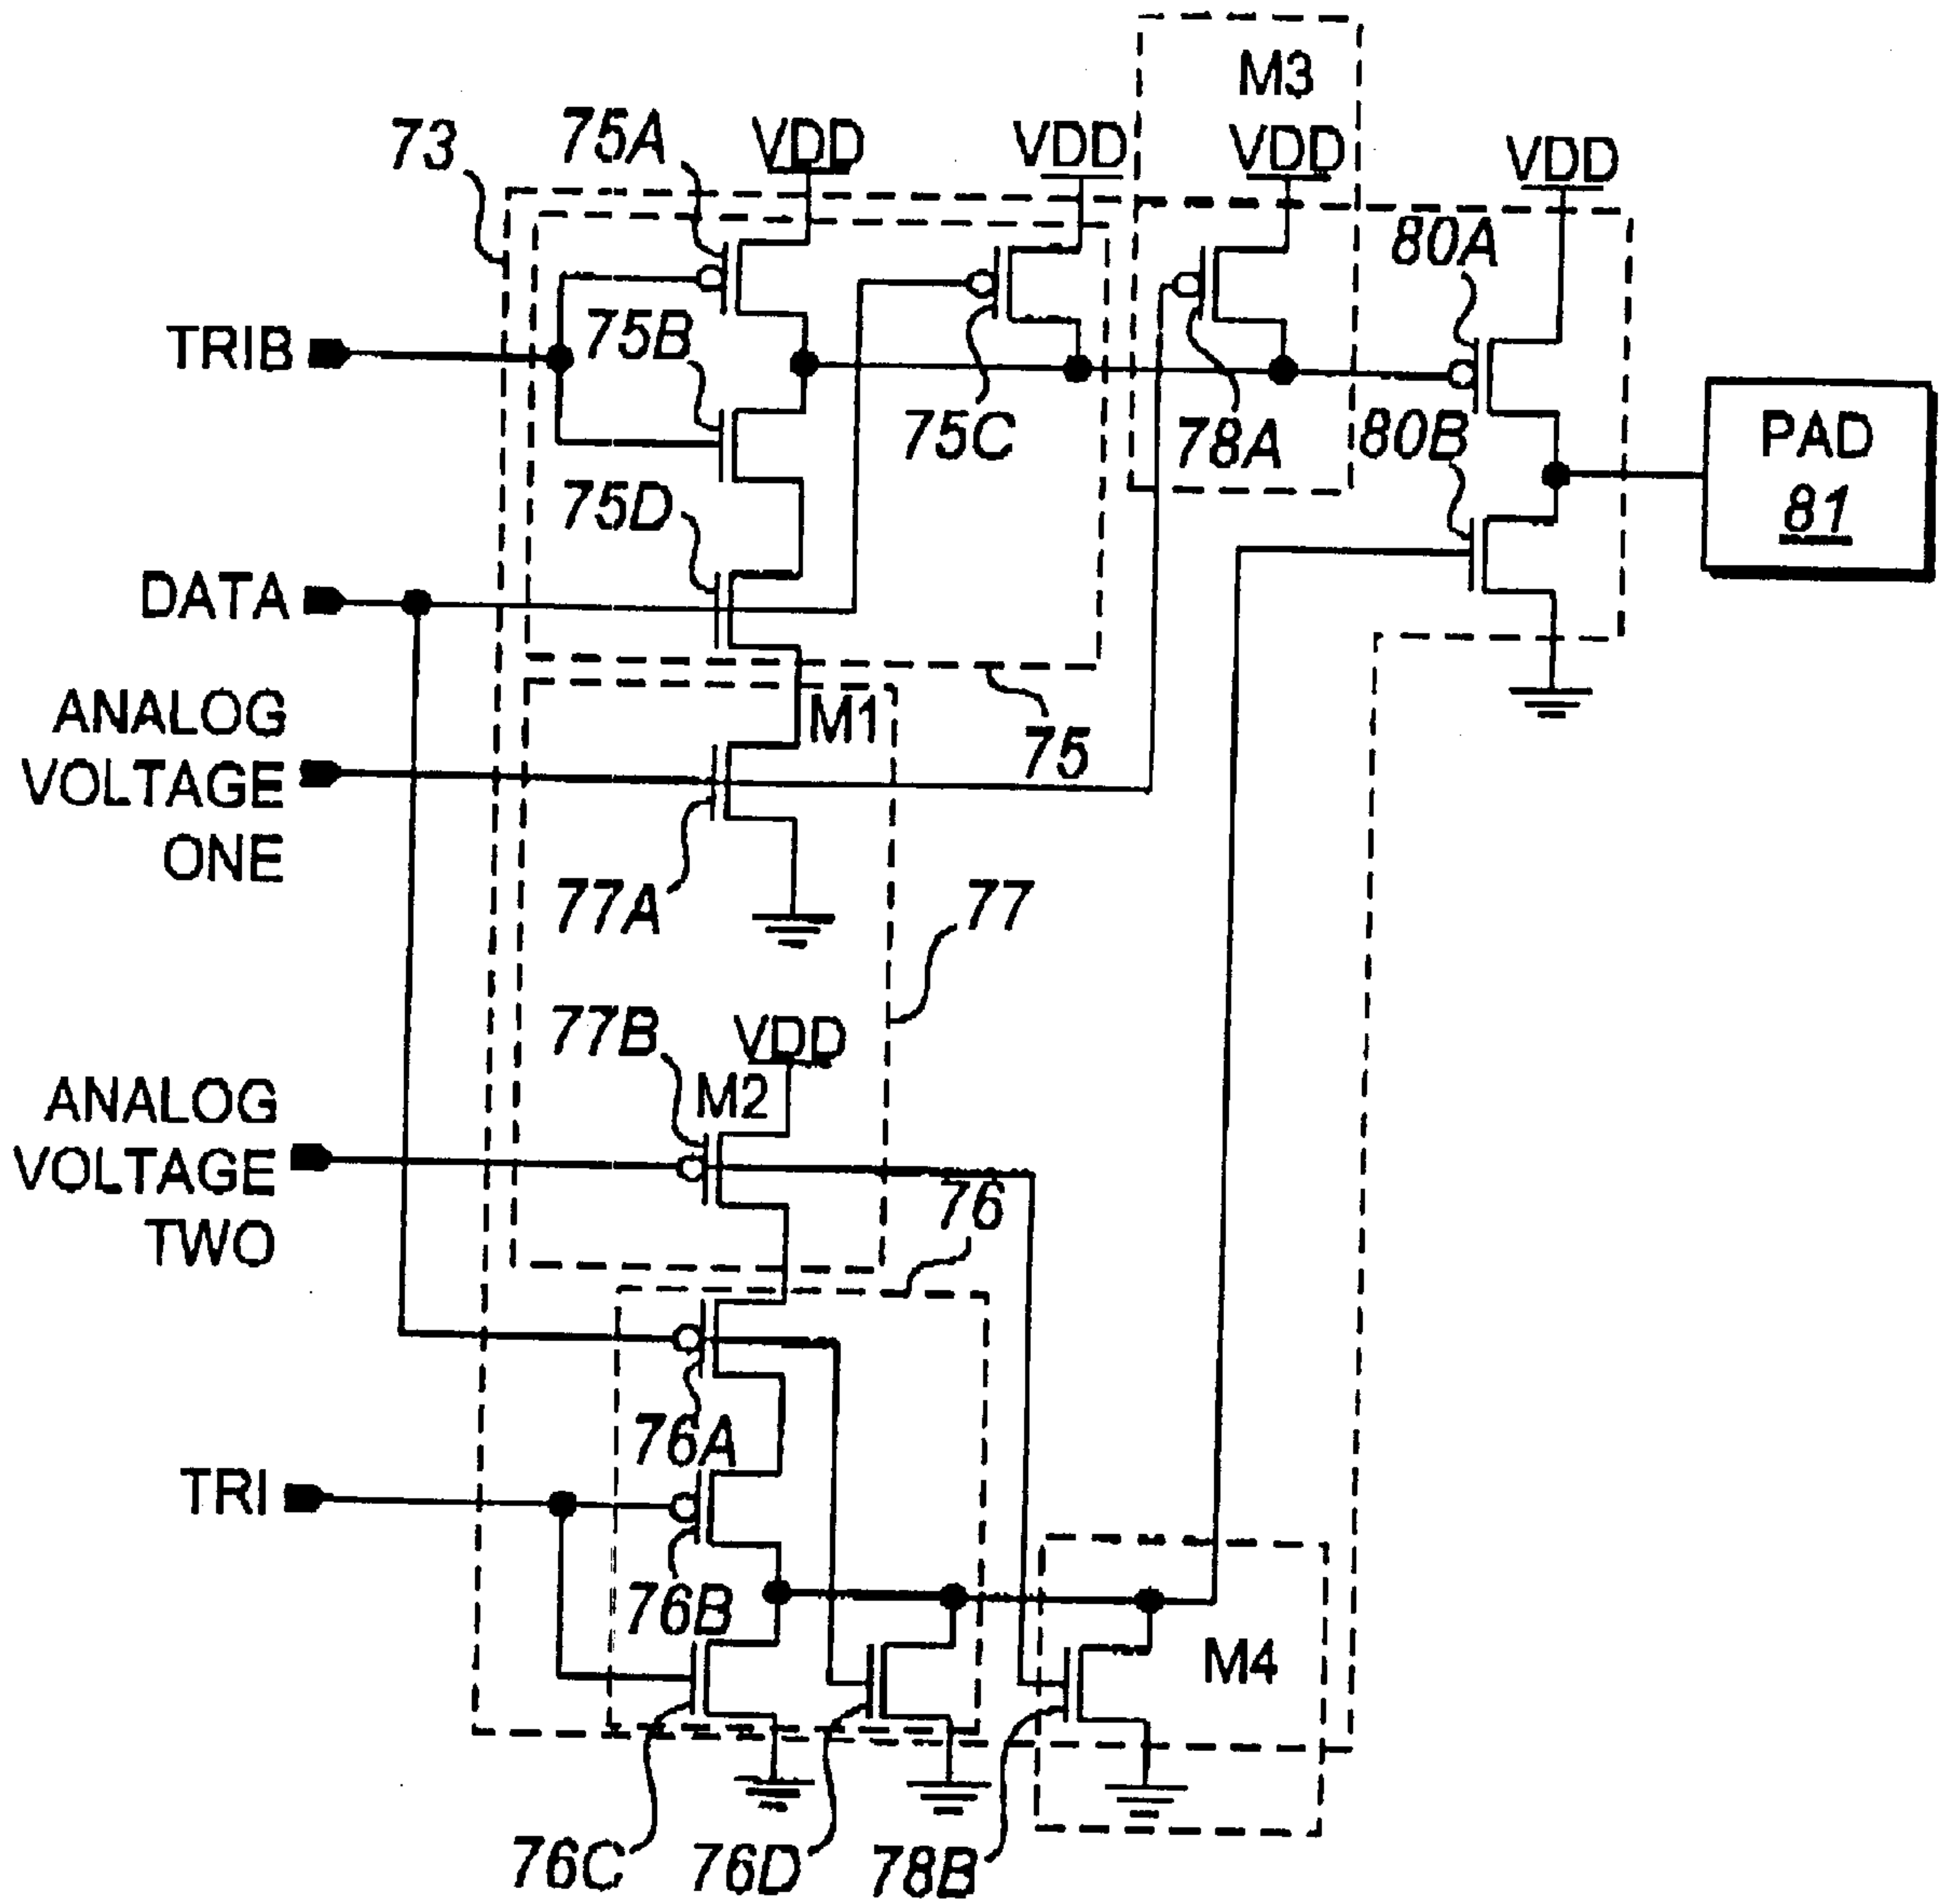 M3
73
75A
VDD
VDD
VDD
VDD
80A
TRIB
75B
75C
78A
80B
PAD
81
75D
DATA
ANALOG
VOLTAGE
ONE
M1
75
77A
77
77B
VDD
M2
ANALOG
VOLTAGE
TWO
76
76A
TRI
76B
M4
76C
76D
78B